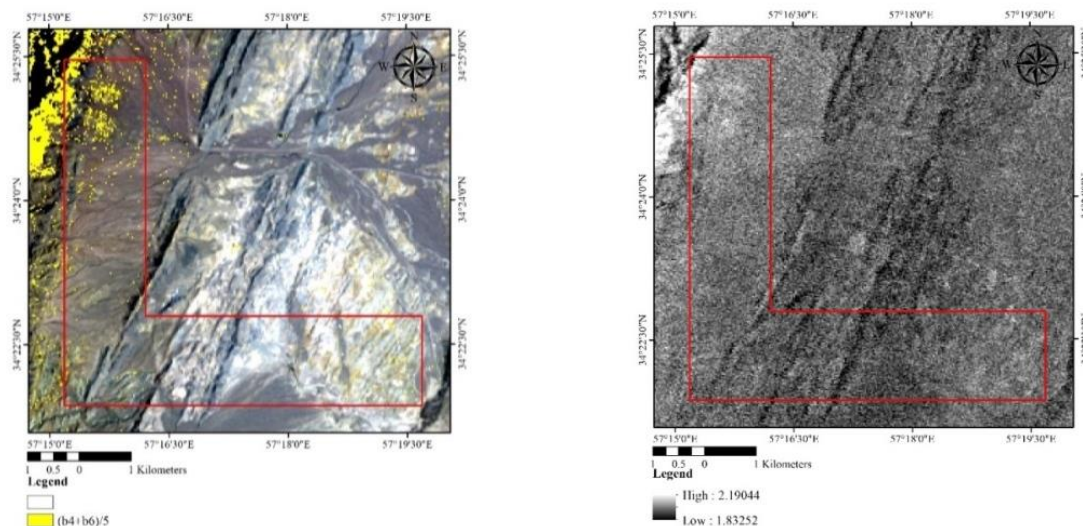 57°15'0"E 57°16'30"E 57°18'0"E 57°19'30"E
34°25'30"N 34°24'0"N 34°22'30"N
N
W E
S
34°24'0"N 34°22'30"N
57°15'0"E 57°16'30"E 57°18'0"E 57°19'30"E
1 0.5 0 1 Kilometers
Legend
(b4+b6)/5
57°15'0"E 57°16'30"E 57°18'0"E 57°19'30"E
34°24'0"N 34°22'30"N
57°15'0"E 57°16'30"E 57°18'0"E 57°19'30"E
1 0.5 0 1 Kilometers
Legend
High : 2.19044
Low : 1.83252